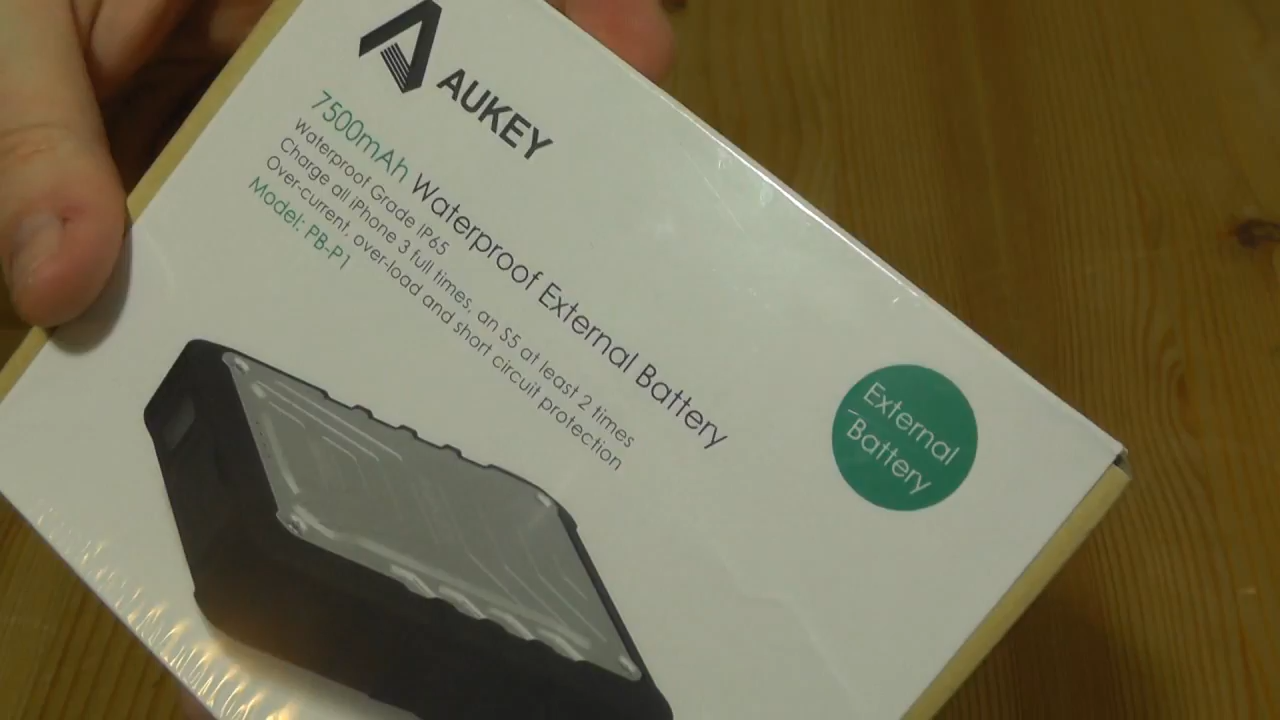 AUKEY
7500mAh Waterproof External Battery
Waterproof Grade IP65
Charge all iPhone 3 full times, an S5 at least 2 times
Over-current, over-load and short circuit protection
Model: PB-P1
External
Battery